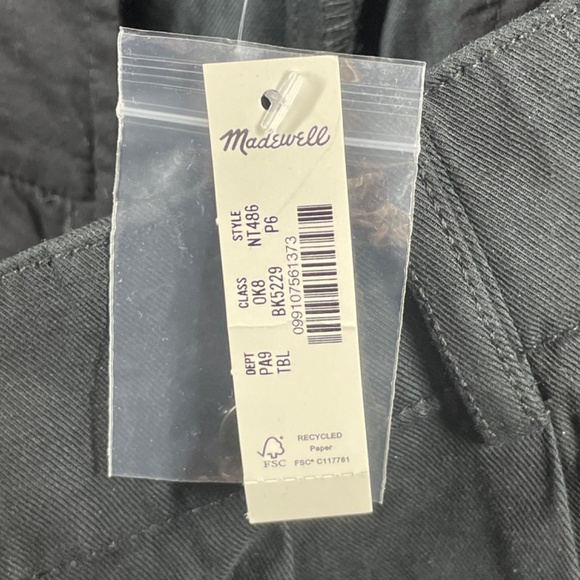 Madewell
STYLE
NT486
P6
CLASS
OK8
BK5229
099107561373
DEPT
PA9
TBL
FSC
RECYCLED
Paper
FSC® C117781